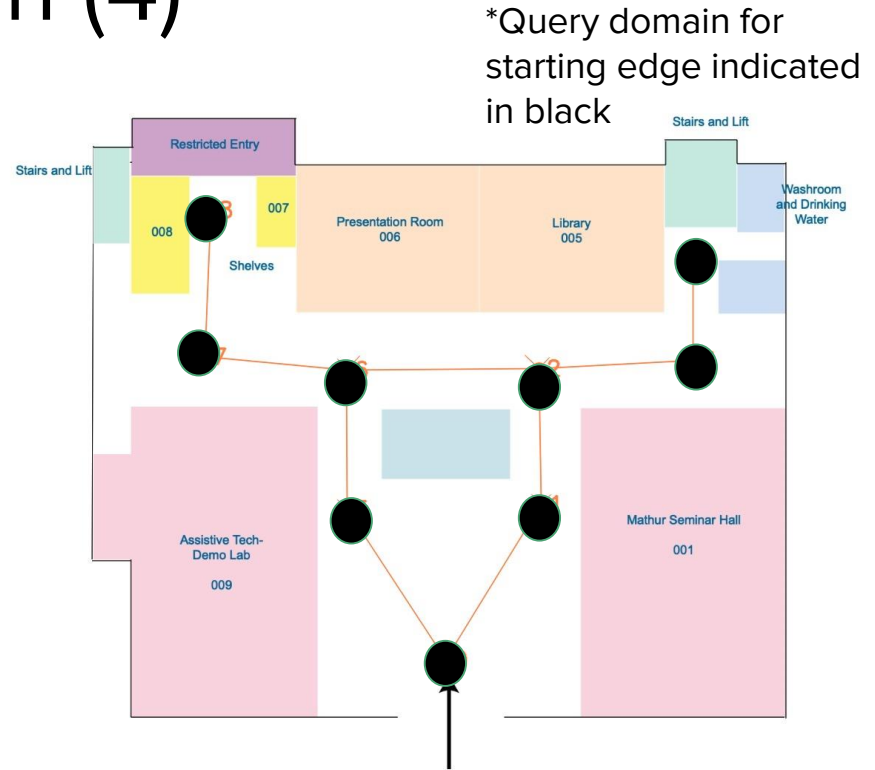 (4)
*Query domain for
starting edge indicated
in black
Stairs and Lift
Restricted Entry
Stairs and Lift
Washroom
and Drinking
Water
008
007
Shelves
Presentation Room
006
Library
005
Assistive Tech-
Demo Lab
009
Mathur Seminar Hall
001